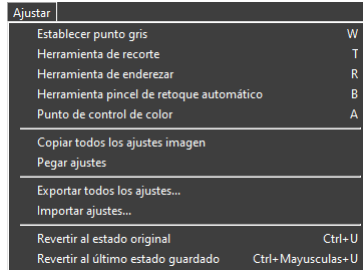 Ajustar
Establecer punto gris W
Herramienta de recorte T
Herramienta de enderezar R
Herramienta pincel de retoque automático B
Punto de control de color A
Copiar todos los ajustes imagen
Pegar ajustes
Exportar todos los ajustes...
Importar ajustes...
Revertir al estado original Ctrl+U
Revertir al último estado guardado Ctrl+Mayusculas+U